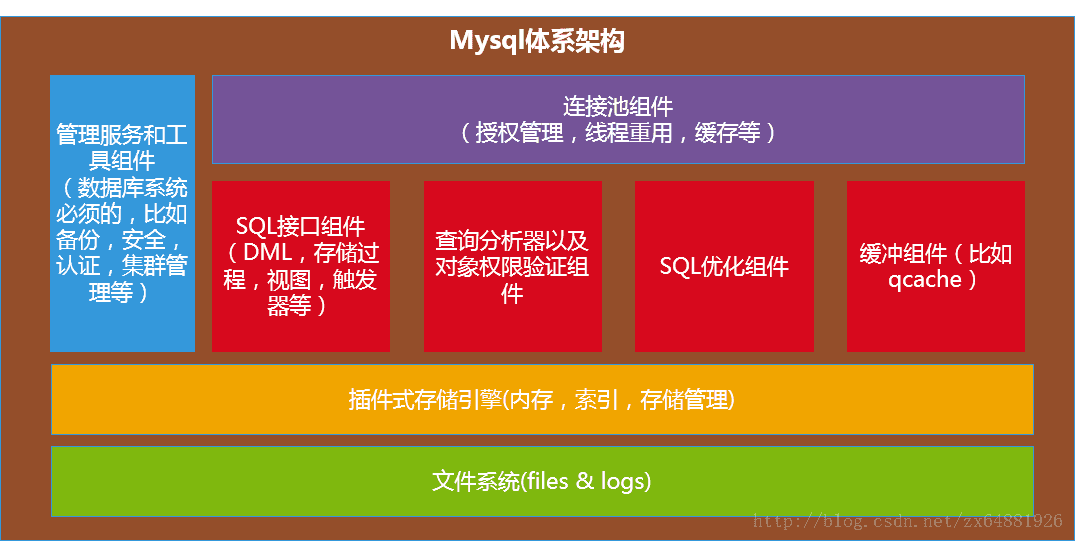 Mysql体系架构
管理服务和工
具组件
（数据库系统
必须的，比如
备份，安全，
认证，集群管
理等）
连接池组件
（授权管理，线程重用，缓存等）
SQL接口组件
（DML，存储过
程，视图，触发
器等）
查询分析器以及
对象权限验证组
件
SQL优化组件
缓冲组件（比如
qcache）
插件式存储引擎(内存，索引，存储管理)
文件系统(files & logs)
http://blog.csdn.net/zx64881926